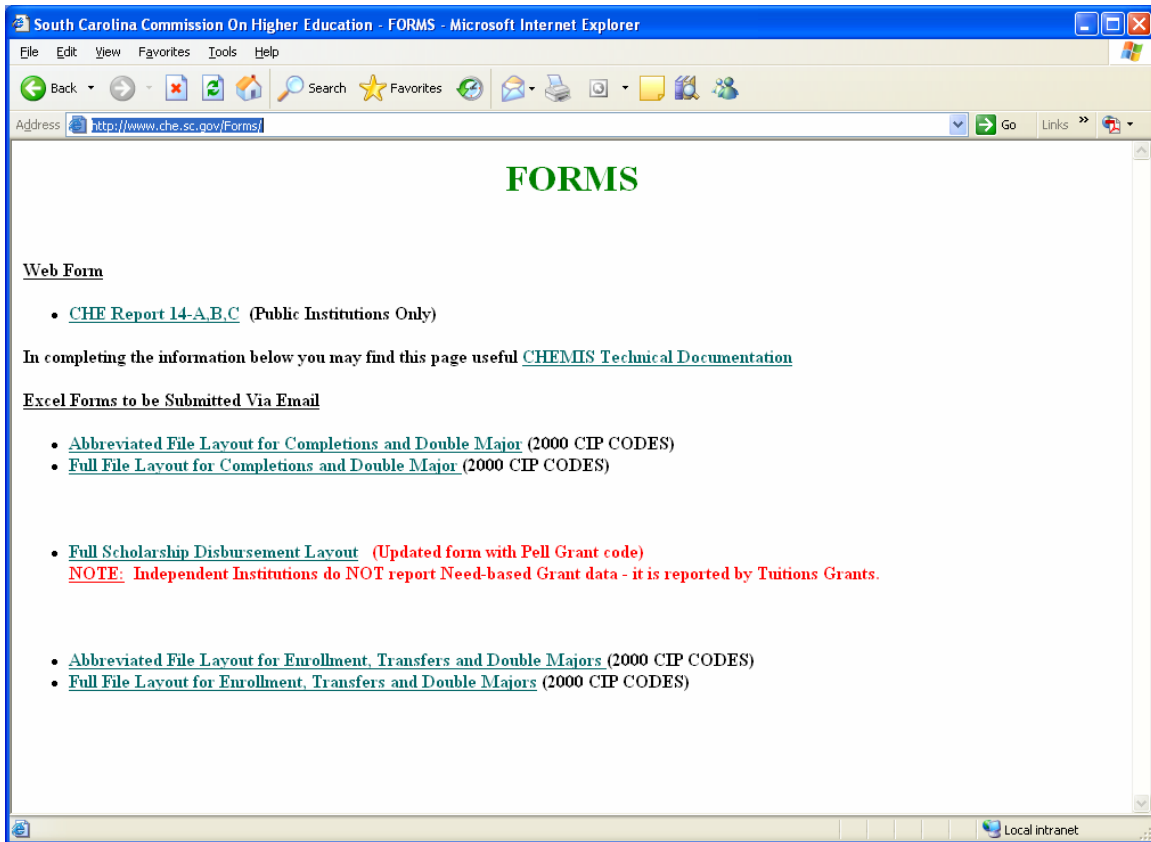 South Carolina Commission On Higher Education - FORMS - Microsoft Internet Explorer
File Edit View Favorites Tools Help
Back Search Favorites
Address http://www.che.sc.gov/Forms/ Go Links »
FORMS
Web Form
• CHE Report 14-A,B,C (Public Institutions Only)
In completing the information below you may find this page useful CHEMIS Technical Documentation
Excel Forms to be Submitted Via Email
• Abbreviated File Layout for Completions and Double Major (2000 CIP CODES)
• Full File Layout for Completions and Double Major (2000 CIP CODES)
• Full Scholarship Disbursement Layout (Updated form with Pell Grant code)
NOTE: Independent Institutions do NOT report Need-based Grant data - it is reported by Tuitions Grants.
• Abbreviated File Layout for Enrollment, Transfers and Double Majors (2000 CIP CODES)
• Full File Layout for Enrollment, Transfers and Double Majors (2000 CIP CODES)
Local intranet